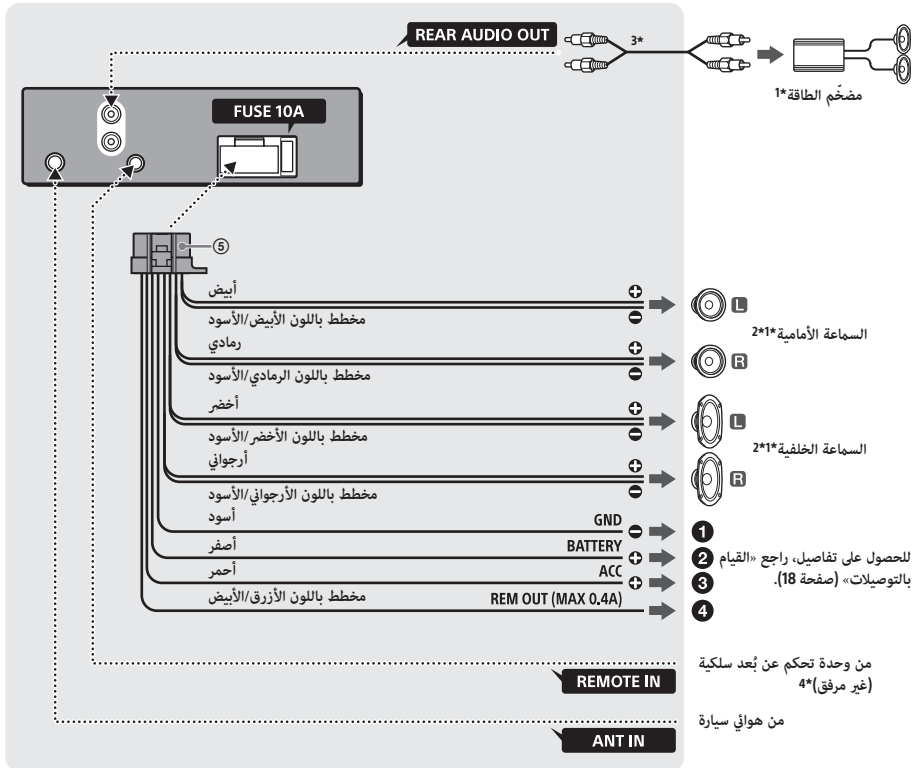 REAR AUDIO OUT
3*
مضخّم الطاقة*1
FUSE 10A
⑤
أبيض
مخطط باللون الأبيض/الأسود
L
السماعة الأمامية*1*2
رمادي
مخطط باللون الرمادي/الأسود
R
أخضر
مخطط باللون الأخضر/الأسود
L
السماعة الخلفية*1*2
أرجواني
مخطط باللون الأرجواني/الأسود
R
أسود
GND
❶
أصفر
BATTERY
❷
للحصول على تفاصيل، راجع «القيام
أحمر
ACC
❸
بالتوصيلات» (صفحة 18).
مخطط باللون الأزرق/الأبيض
REM OUT (MAX 0.4A)
❹
من وحدة تحكم عن بُعد سلكية
(غير مرفق)*4
REMOTE IN
من هوائي سيارة
ANT IN